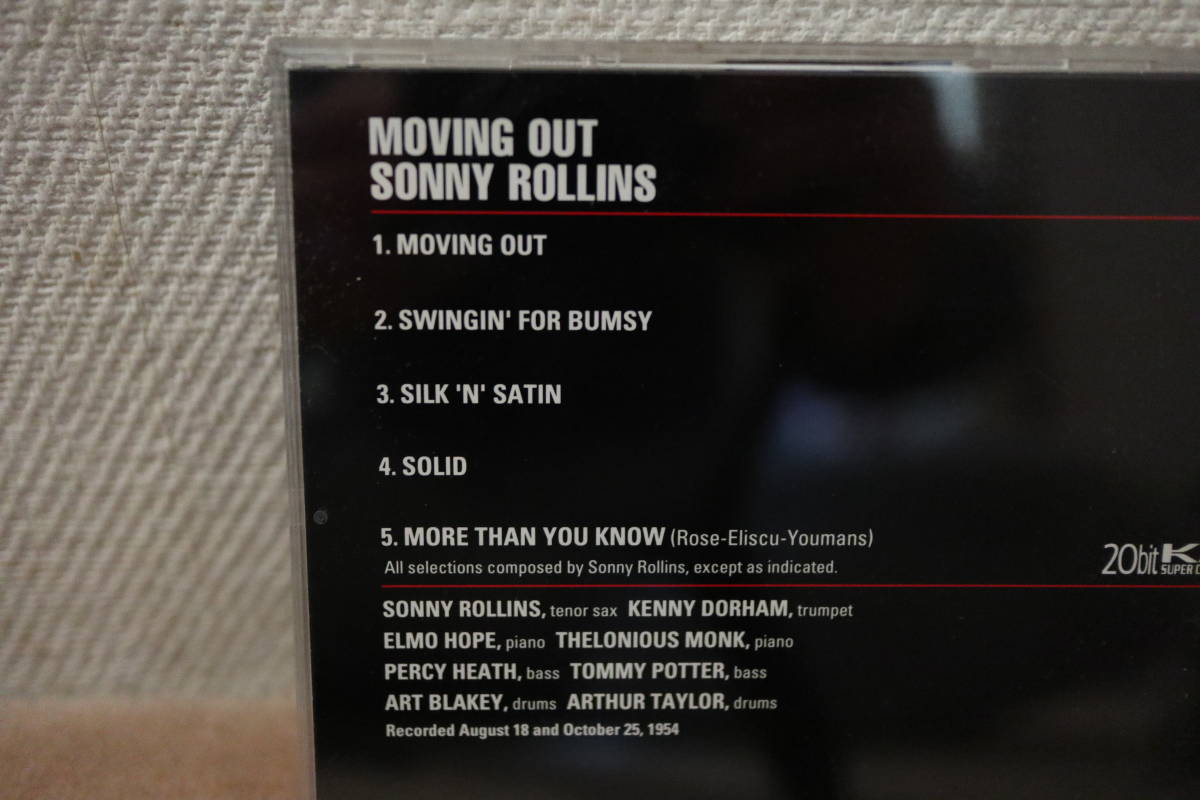 MOVING OUT
SONNY ROLLINS
1. MOVING OUT
2. SWINGIN' FOR BUMSY
3. SILK 'N' SATIN
4. SOLID
5. MORE THAN YOU KNOW (Rose-Eliscu-Youmans)
All selections composed by Sonny Rollins, except as indicated.
20bit K
SUPER
SONNY ROLLINS, tenor sax KENNY DORHAM, trumpet
ELMO HOPE, piano THELONIOUS MONK, piano
PERCY HEATH, bass TOMMY POTTER, bass
ART BLAKEY, drums ARTHUR TAYLOR, drums
Recorded August 18 and October 25, 1954